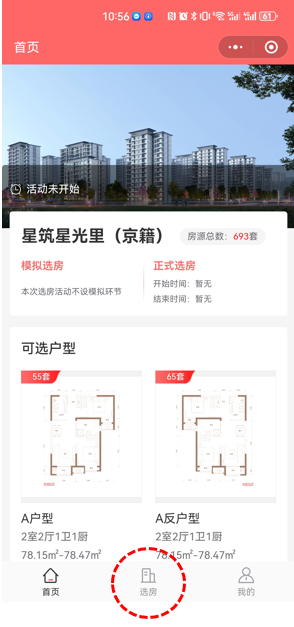 10:56 61
首页
活动未开始
星筑星光里（京籍） 房源总数：693套
模拟选房 正式选房
本次选房活动不设模拟环节
开始时间：暂无
结束时间：暂无
可选户型
55套 65套
A户型 A反户型
2室2厅1卫1厨 2室2厅1卫1厨
78.15㎡-78.47㎡ 78.15㎡-78.47㎡
首页 选房 我的